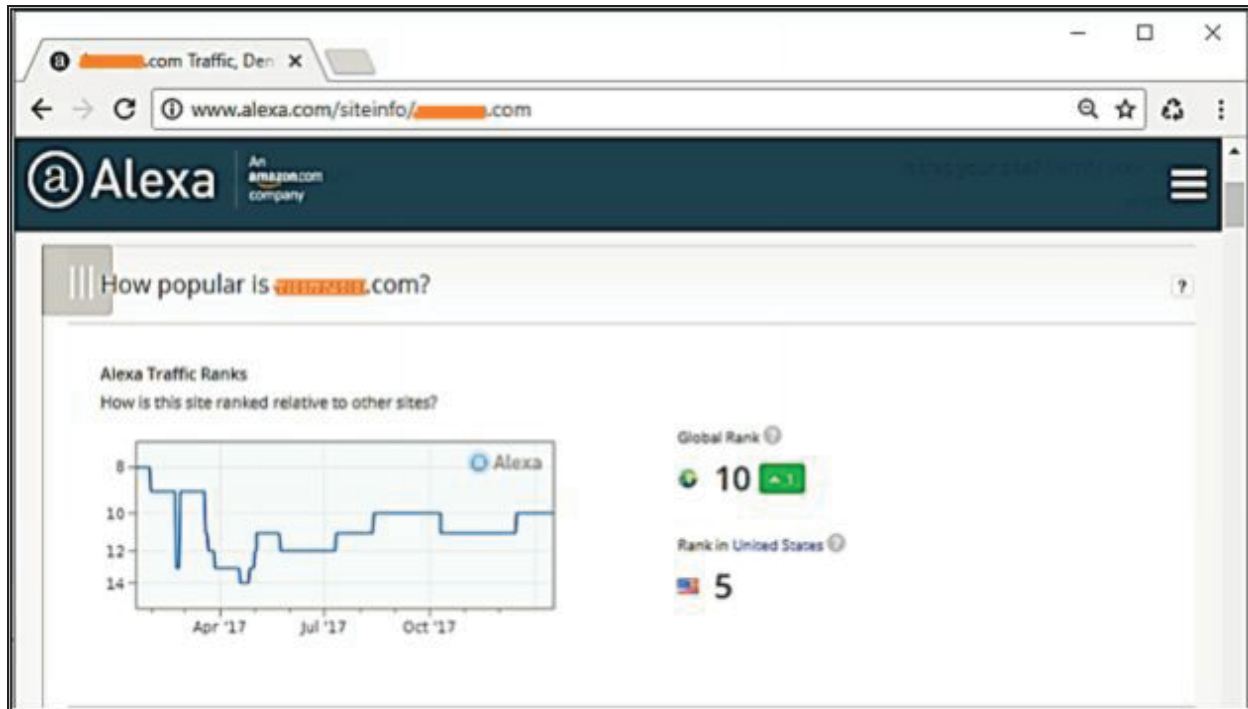 .com Traffic, Den
www.alexa.com/siteinfo/ .com
a Alexa
An
amazon.com
company
How popular is .com?
?
Alexa Traffic Ranks
How is this site ranked relative to other sites?
Alexa
8
10
12
14
Apr '17 Jul '17 Oct '17
Global Rank ?
10 1
Rank in United States ?
5